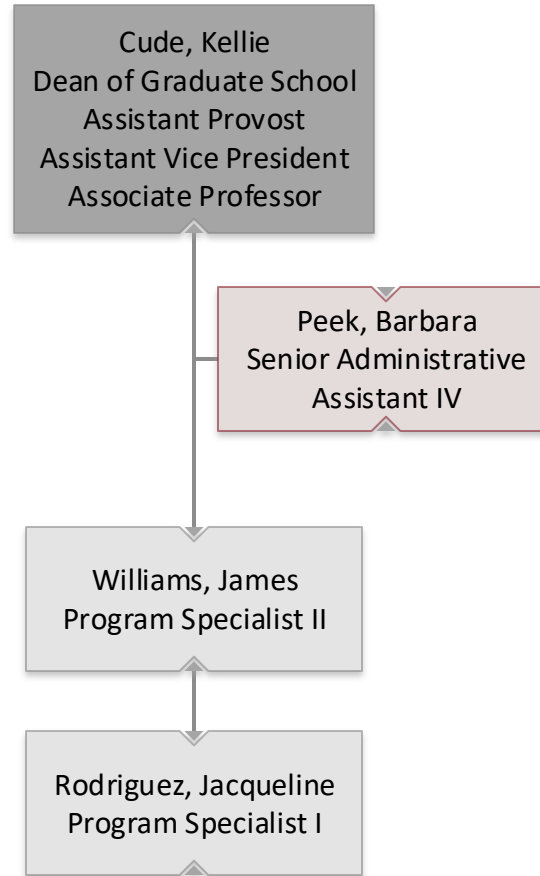 Cude, Kellie
Dean of Graduate School
Assistant Provost
Assistant Vice President
Associate Professor
Peek, Barbara
Senior Administrative
Assistant IV
Williams, James
Program Specialist II
Rodriguez, Jacqueline
Program Specialist I